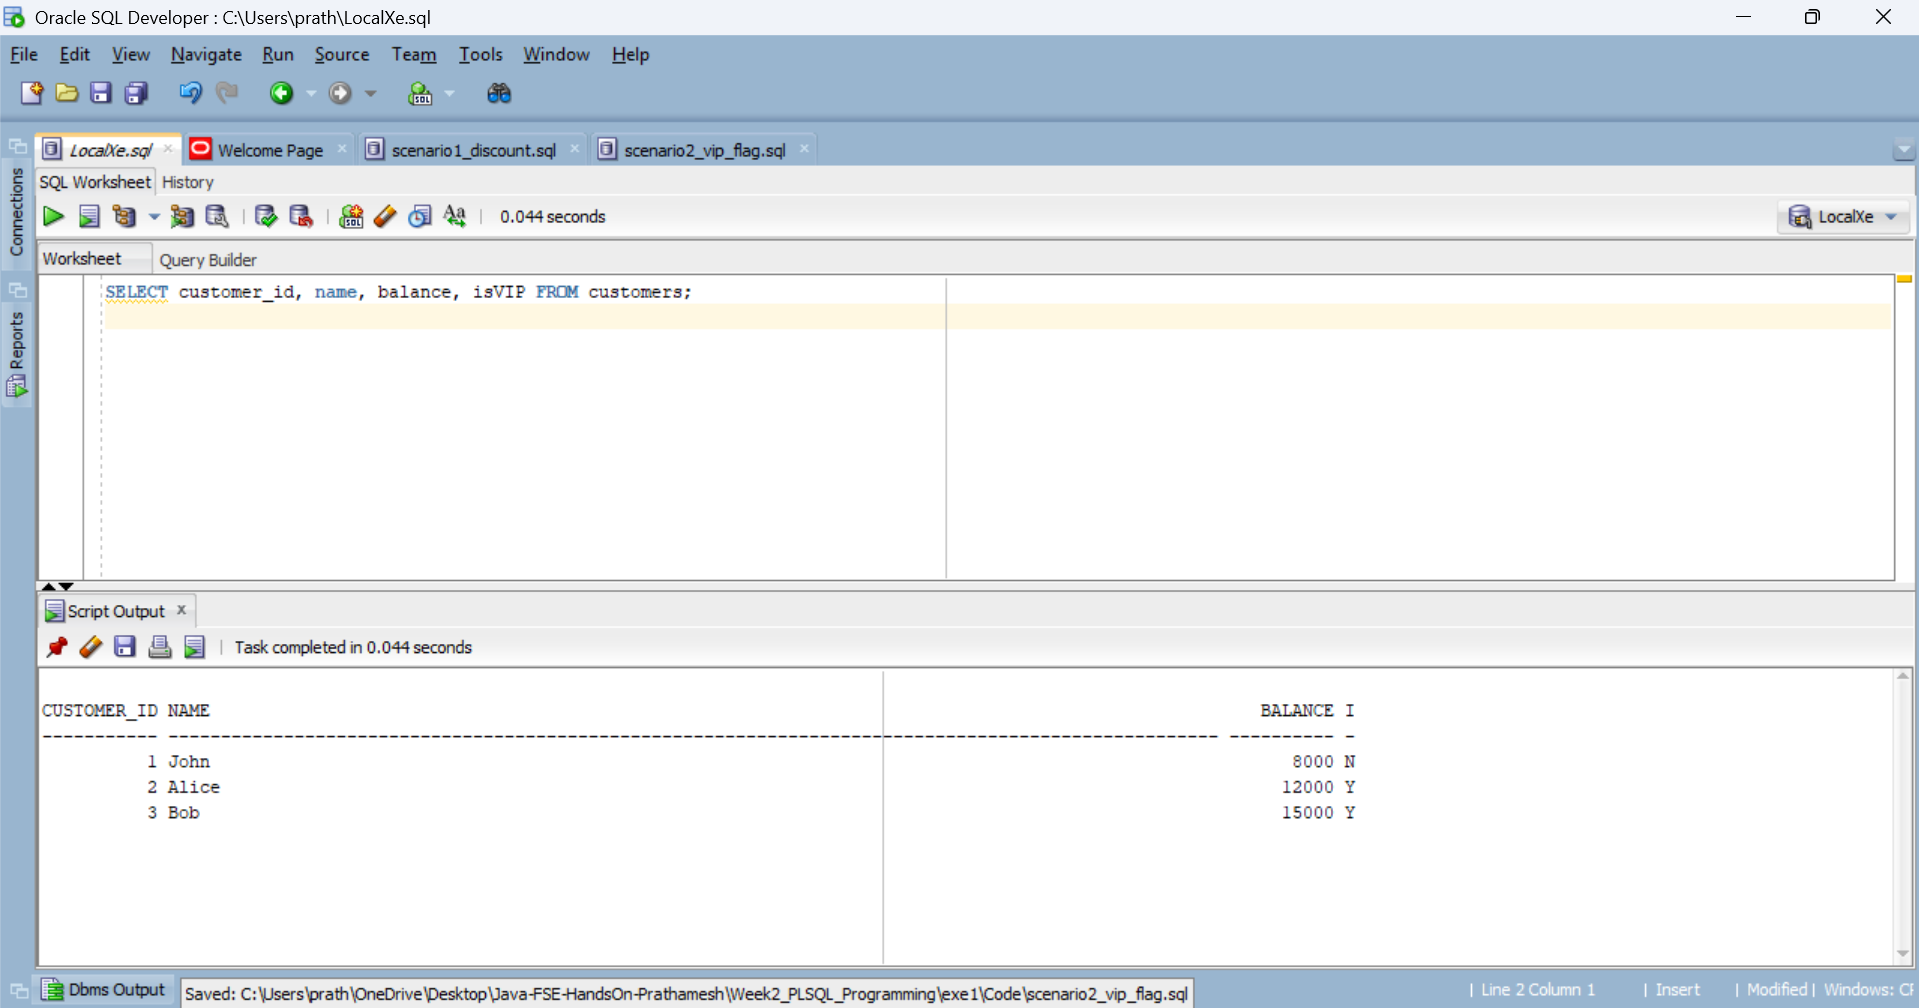 Oracle SQL Developer : C:\Users\prath\LocalXe.sql
File Edit View Navigate Run Source Team Tools Window Help
LocalXe.sql Welcome Page scenario1_discount.sql scenario2_vip_flag.sql
Connections
Reports
SQL Worksheet History
0.044 seconds
LocalXe
Worksheet Query Builder
SELECT customer_id, name, balance, isVIP FROM customers;
Script Output
Task completed in 0.044 seconds
CUSTOMER_ID NAME BALANCE I
1 John 8000 N
2 Alice 12000 Y
3 Bob 15000 Y
Dbms Output
Saved: C:\Users\prath\OneDrive\Desktop\Java-FSE-HandsOn-Prathamesh\Week2_PLSQL_Programming\exe1\Code\scenario2_vip_flag.sql
| Line 2 Column 1 | Insert | Modified | Windows: